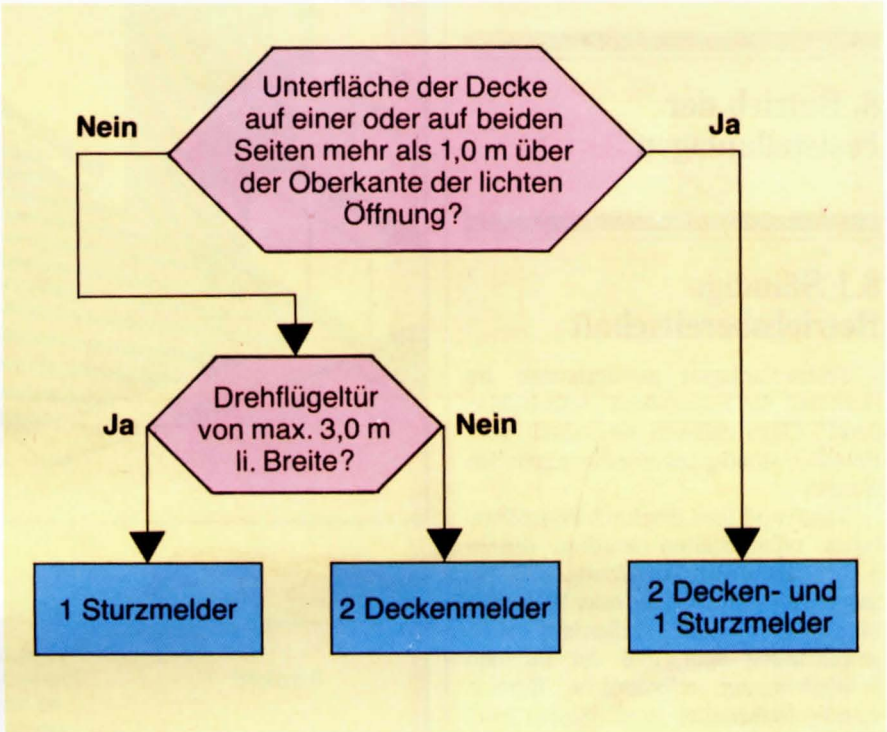 Unterfläche der Decke
auf einer oder auf beiden
Seiten mehr als 1,0 m über
der Oberkante der lichten
Öffnung?
Nein
Ja
Drehflügeltür
von max. 3,0 m
li. Breite?
Ja
Nein
1 Sturzmelder
2 Deckenmelder
2 Decken- und
1 Sturzmelder